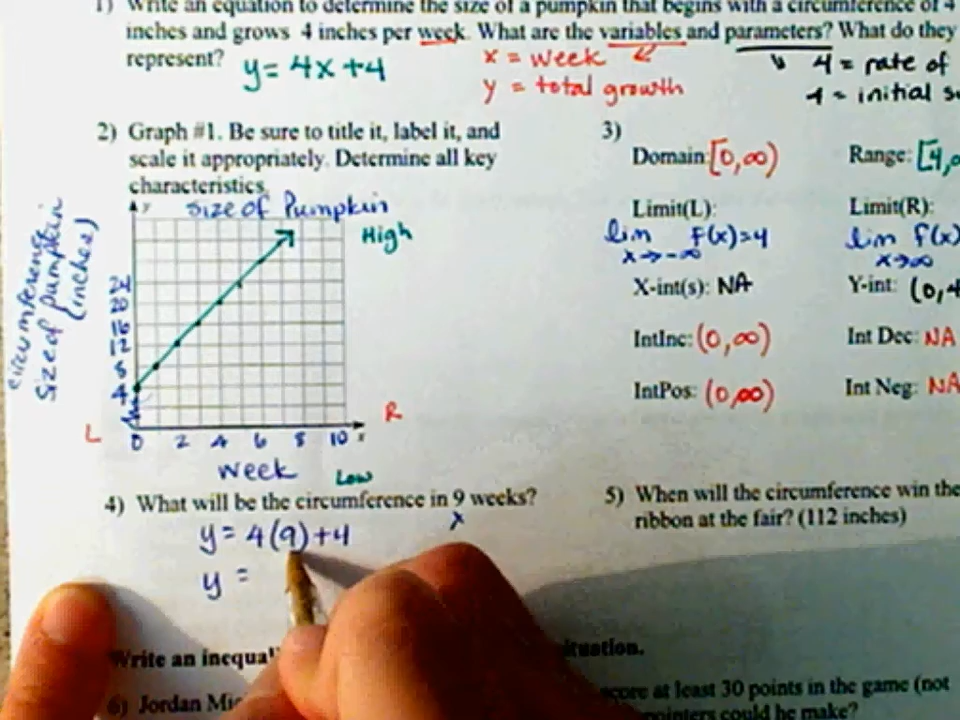 1) Write an equation to determine the size of a pumpkin that begins with a circumference of 4
inches and grows 4 inches per week. What are the variables and parameters? What do they
represent? y = 4x + 4
x = week
y = total growth
4 = rate of
4 = initial
2) Graph #1. Be sure to title it, label it, and
scale it appropriately. Determine all key
characteristics.
y
Size of Pumpkin
High
circumference
Size of pumpkin
(inches)
24
20
16
12
8
4
0 2 4 6 8 10 x
L
R
Week
Low
3)
Domain: [0,∞) Range: [4,
Limit(L): Limit(R):
lim f(x)=4 lim f(x)
x→-∞ x→∞
X-int(s): NA Y-int: (0,4
IntInc: (0,∞) Int Dec: NA
IntPos: (0,∞) Int Neg: NA
4) What will be the circumference in 9 weeks?
x
y = 4(9)+4
y =
5) When will the circumference win the
ribbon at the fair? (112 inches)
Write an
6) Jordan
score at least 30 points in the game (not
pointers could he make?